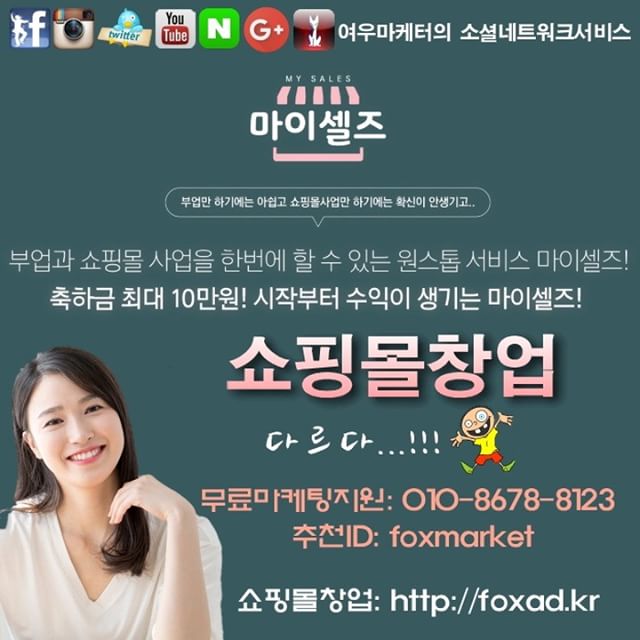 f
twitter
You
Tube
N
G+
여우마케터의 소셜네트워크서비스
MY SALES
마이셀즈
부업만 하기에는 아쉽고 쇼핑몰사업만 하기에는 확신이 안생기고..
부업과 쇼핑몰 사업을 한번에 할 수 있는 원스톱 서비스 마이셀즈!
축하금 최대 10만원! 시작부터 수익이 생기는 마이셀즈!
쇼핑몰창업
다르다...!!!
무료마케팅지원: 010-8678-8123
추천ID: foxmarket
쇼핑몰창업: http://foxad.kr